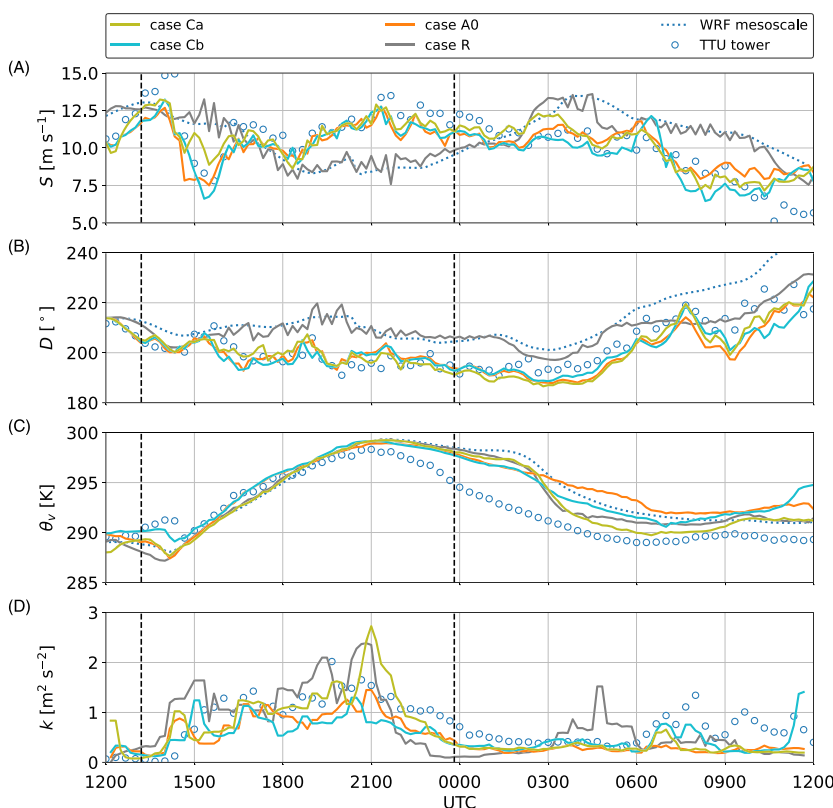 case Ca case A0 WRF mesoscale
case Cb case R TTU tower
(A)
15.0
12.5
10.0
7.5
5.0
S [m s⁻¹]
(B)
240
220
200
180
D [°]
(C)
300
295
290
285
θᵥ [K]
(D)
3
2
1
0
k [m² s⁻²]
1200 1500 1800 2100 0000 0300 0600 0900 1200
UTC